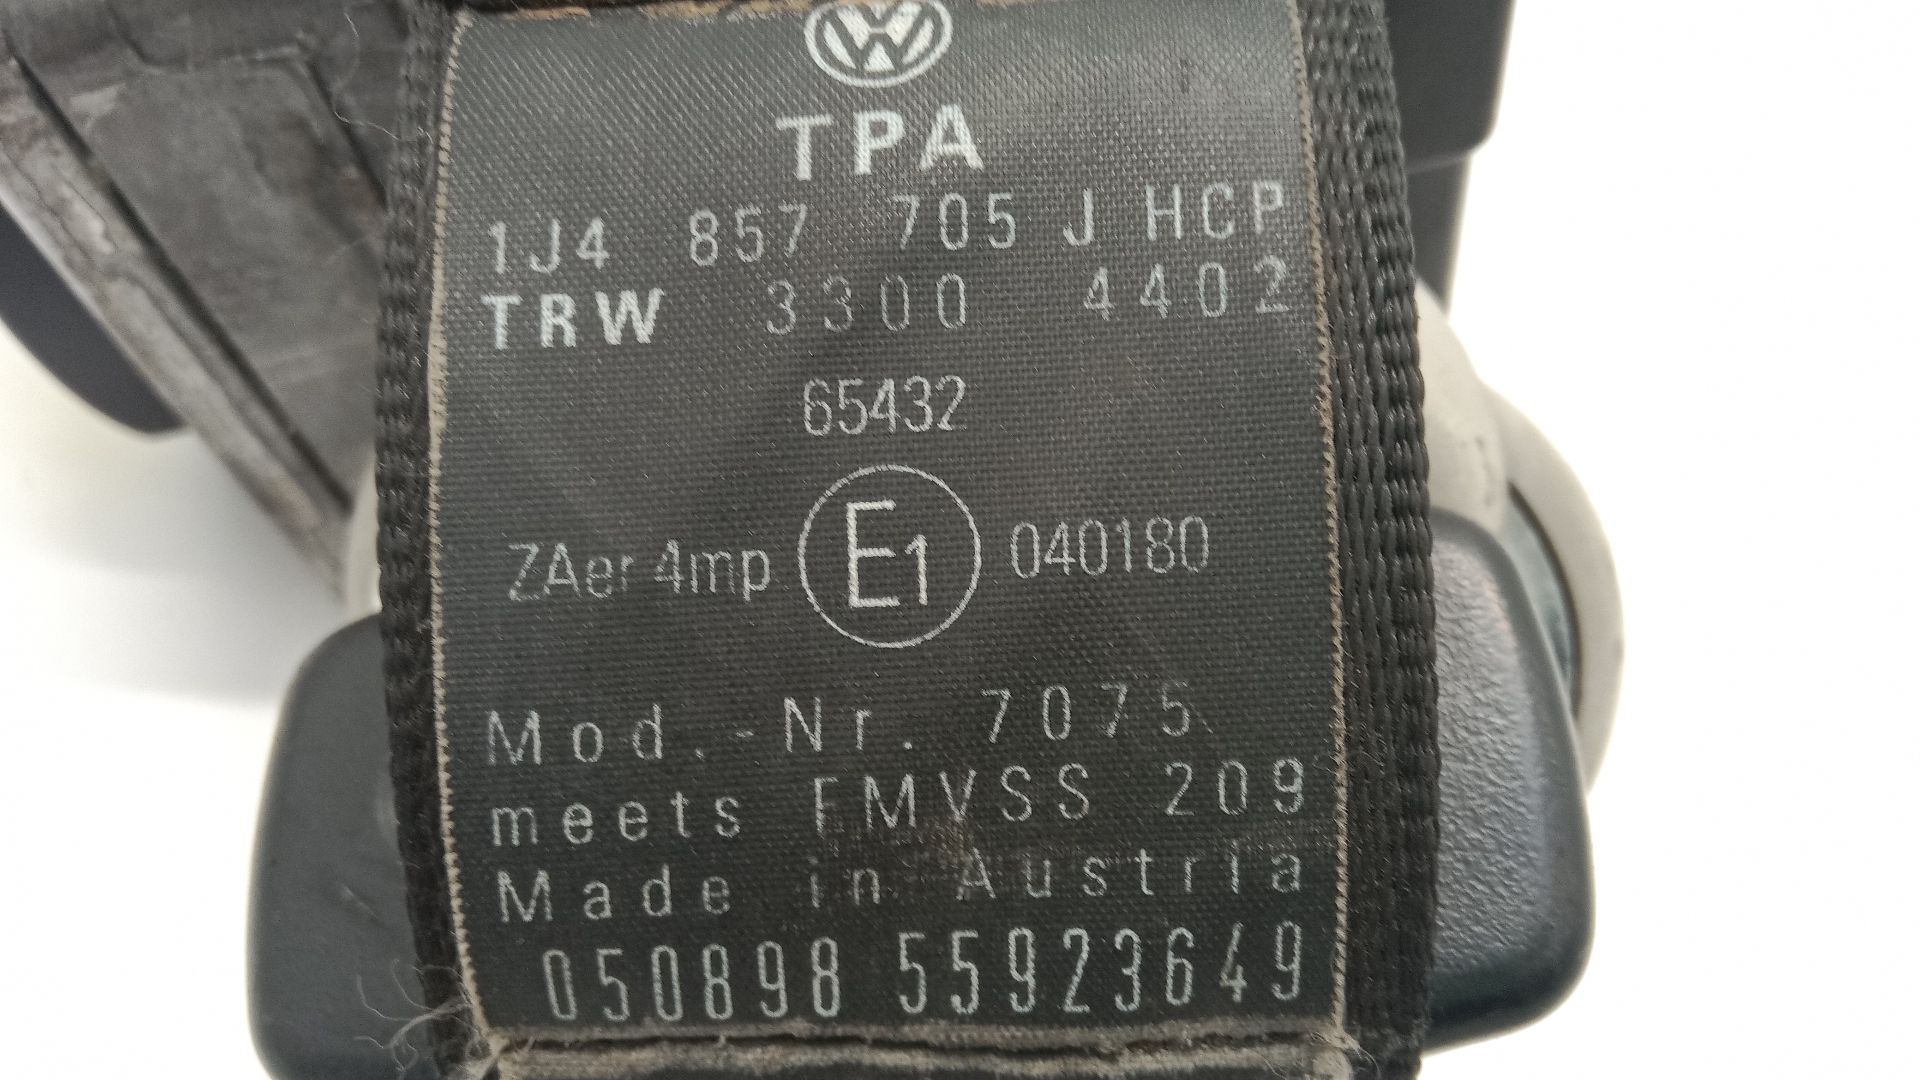 TPA
1J4 857 705 J HCP
TRW 3300 4402
65432
ZAer 4mp E1 040180
Mod.-Nr. 7075
meets FMVSS 209
Made in Austria
050898 55923649